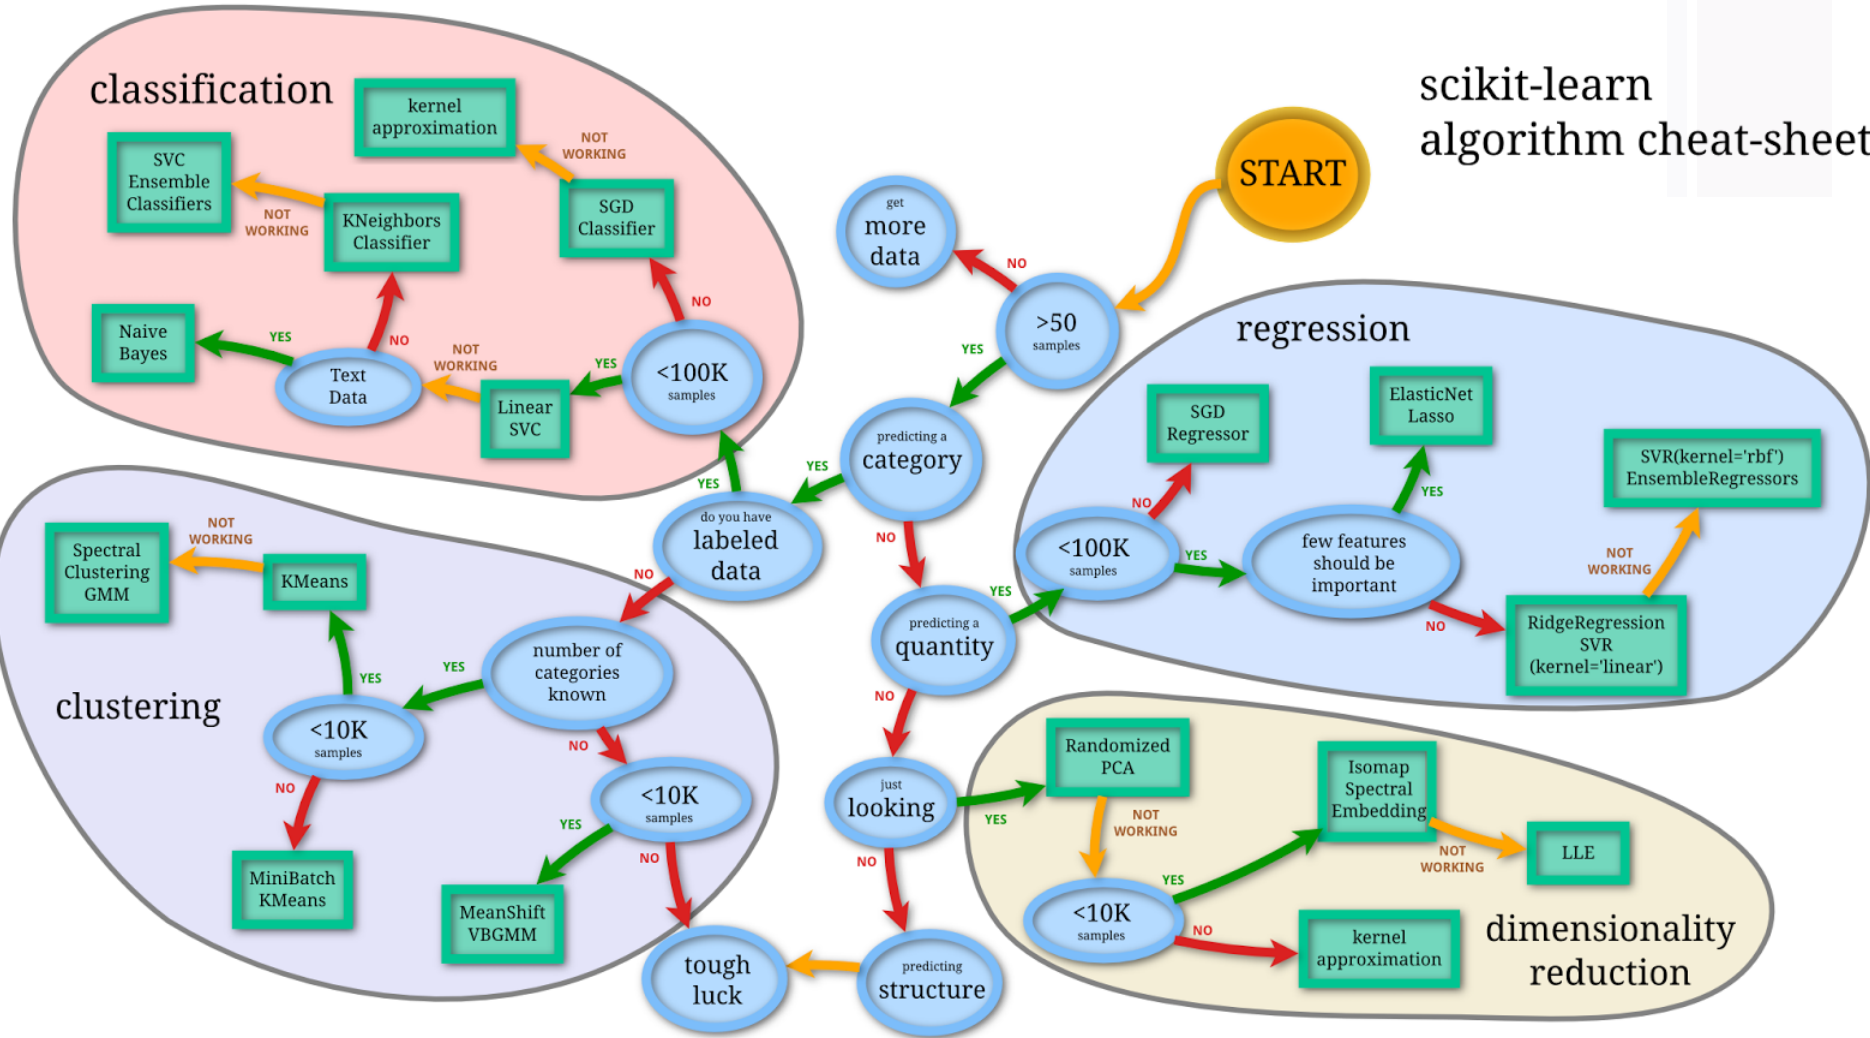 scikit-learn
algorithm cheat-sheet
START
get
more
data
NO
>50
samples
YES
predicting a
category
YES
NO
do you have
labeled
data
YES
NO
predicting a
quantity
YES
NO
just
looking
YES
NO
predicting
structure
tough
luck
classification
kernel
approximation
NOT
WORKING
SVC
Ensemble
Classifiers
NOT
WORKING
KNeighbors
Classifier
SGD
Classifier
NO
NO
YES
Naive
Bayes
Text
Data
NOT
WORKING
Linear
SVC
YES
<100K
samples
regression
SGD
Regressor
ElasticNet
Lasso
SVR(kernel='rbf')
EnsembleRegressors
NO
YES
<100K
samples
YES
few features
should be
important
NOT
WORKING
NO
RidgeRegression
SVR
(kernel='linear')
clustering
Spectral
Clustering
GMM
NOT
WORKING
KMeans
YES
<10K
samples
YES
number of
categories
known
NO
NO
MiniBatch
KMeans
<10K
samples
YES
NO
MeanShift
VBGMM
dimensionality
reduction
Randomized
PCA
NOT
WORKING
<10K
samples
YES
NO
Isomap
Spectral
Embedding
NOT
WORKING
LLE
kernel
approximation